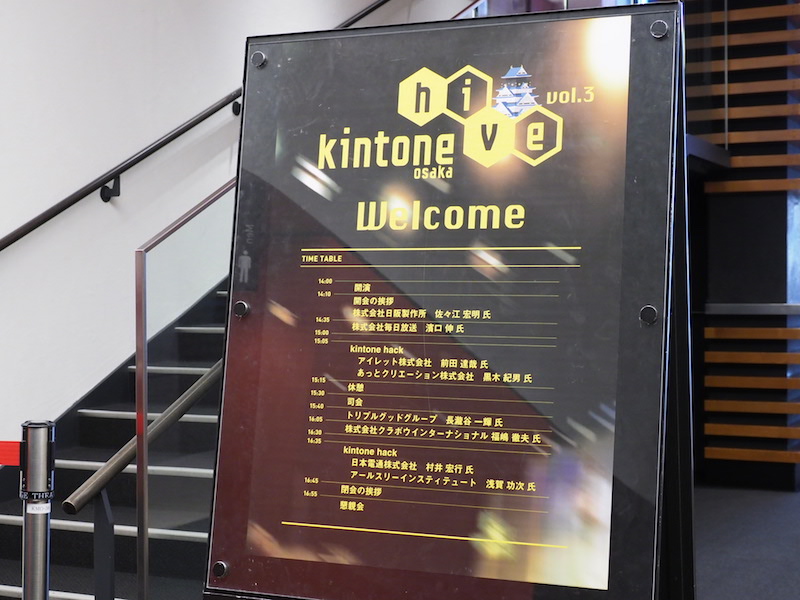 hive vol.3
kintone
osaka
Welcome
TIME TABLE
14:00 開演
14:10 開会の挨拶
株式会社日阪製作所　佐々江 宏明 氏
14:35 株式会社毎日放送　濱口 伸 氏
15:00
15:05
kintone hack
アイレット株式会社　前田 達哉 氏
あっとクリエーション株式会社　黒木 紀男 氏
15:15 休憩
15:30 司会
15:40 トリプルグッドグループ　長瀬谷 一輝 氏
16:05 株式会社クラボウインターナショナル 福嶋 徹夫 氏
16:30
16:35
kintone hack
日本電通株式会社　村井 宏行 氏
アールスリーインスティテュート　浅賀 功次 氏
16:45 閉会の挨拶
16:55 懇親会
Men